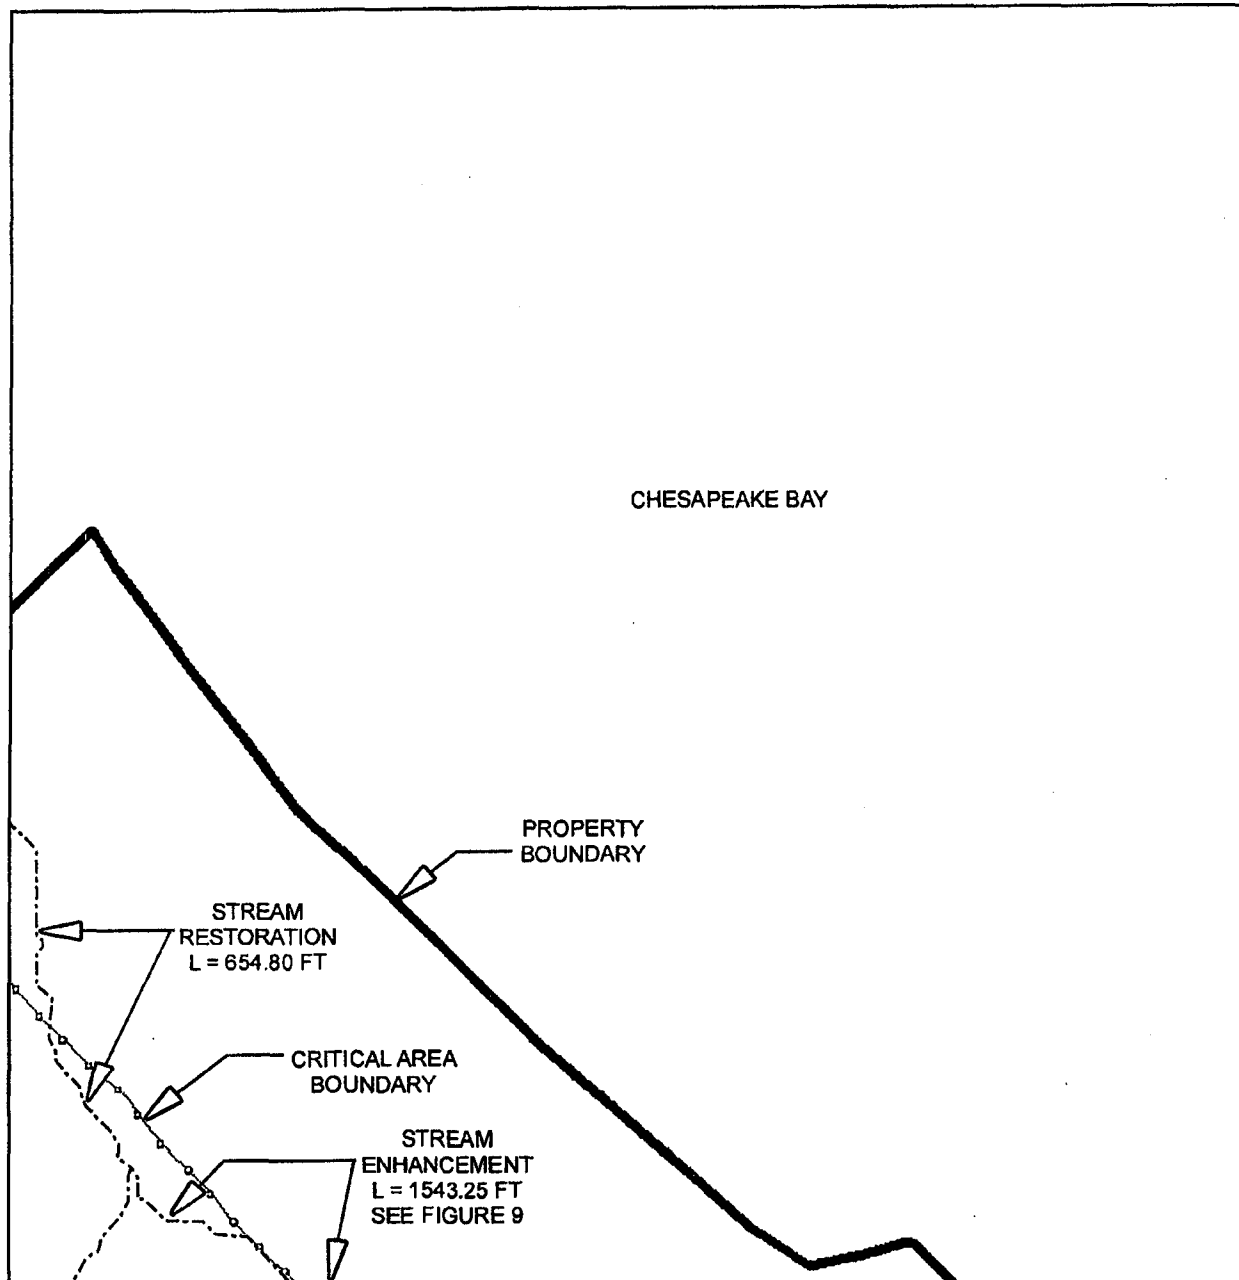 CHESAPEAKE BAY
PROPERTY
BOUNDARY
STREAM
RESTORATION
L = 654.80 FT
CRITICAL AREA
BOUNDARY
STREAM
ENHANCEMENT
L = 1543.25 FT
SEE FIGURE 9